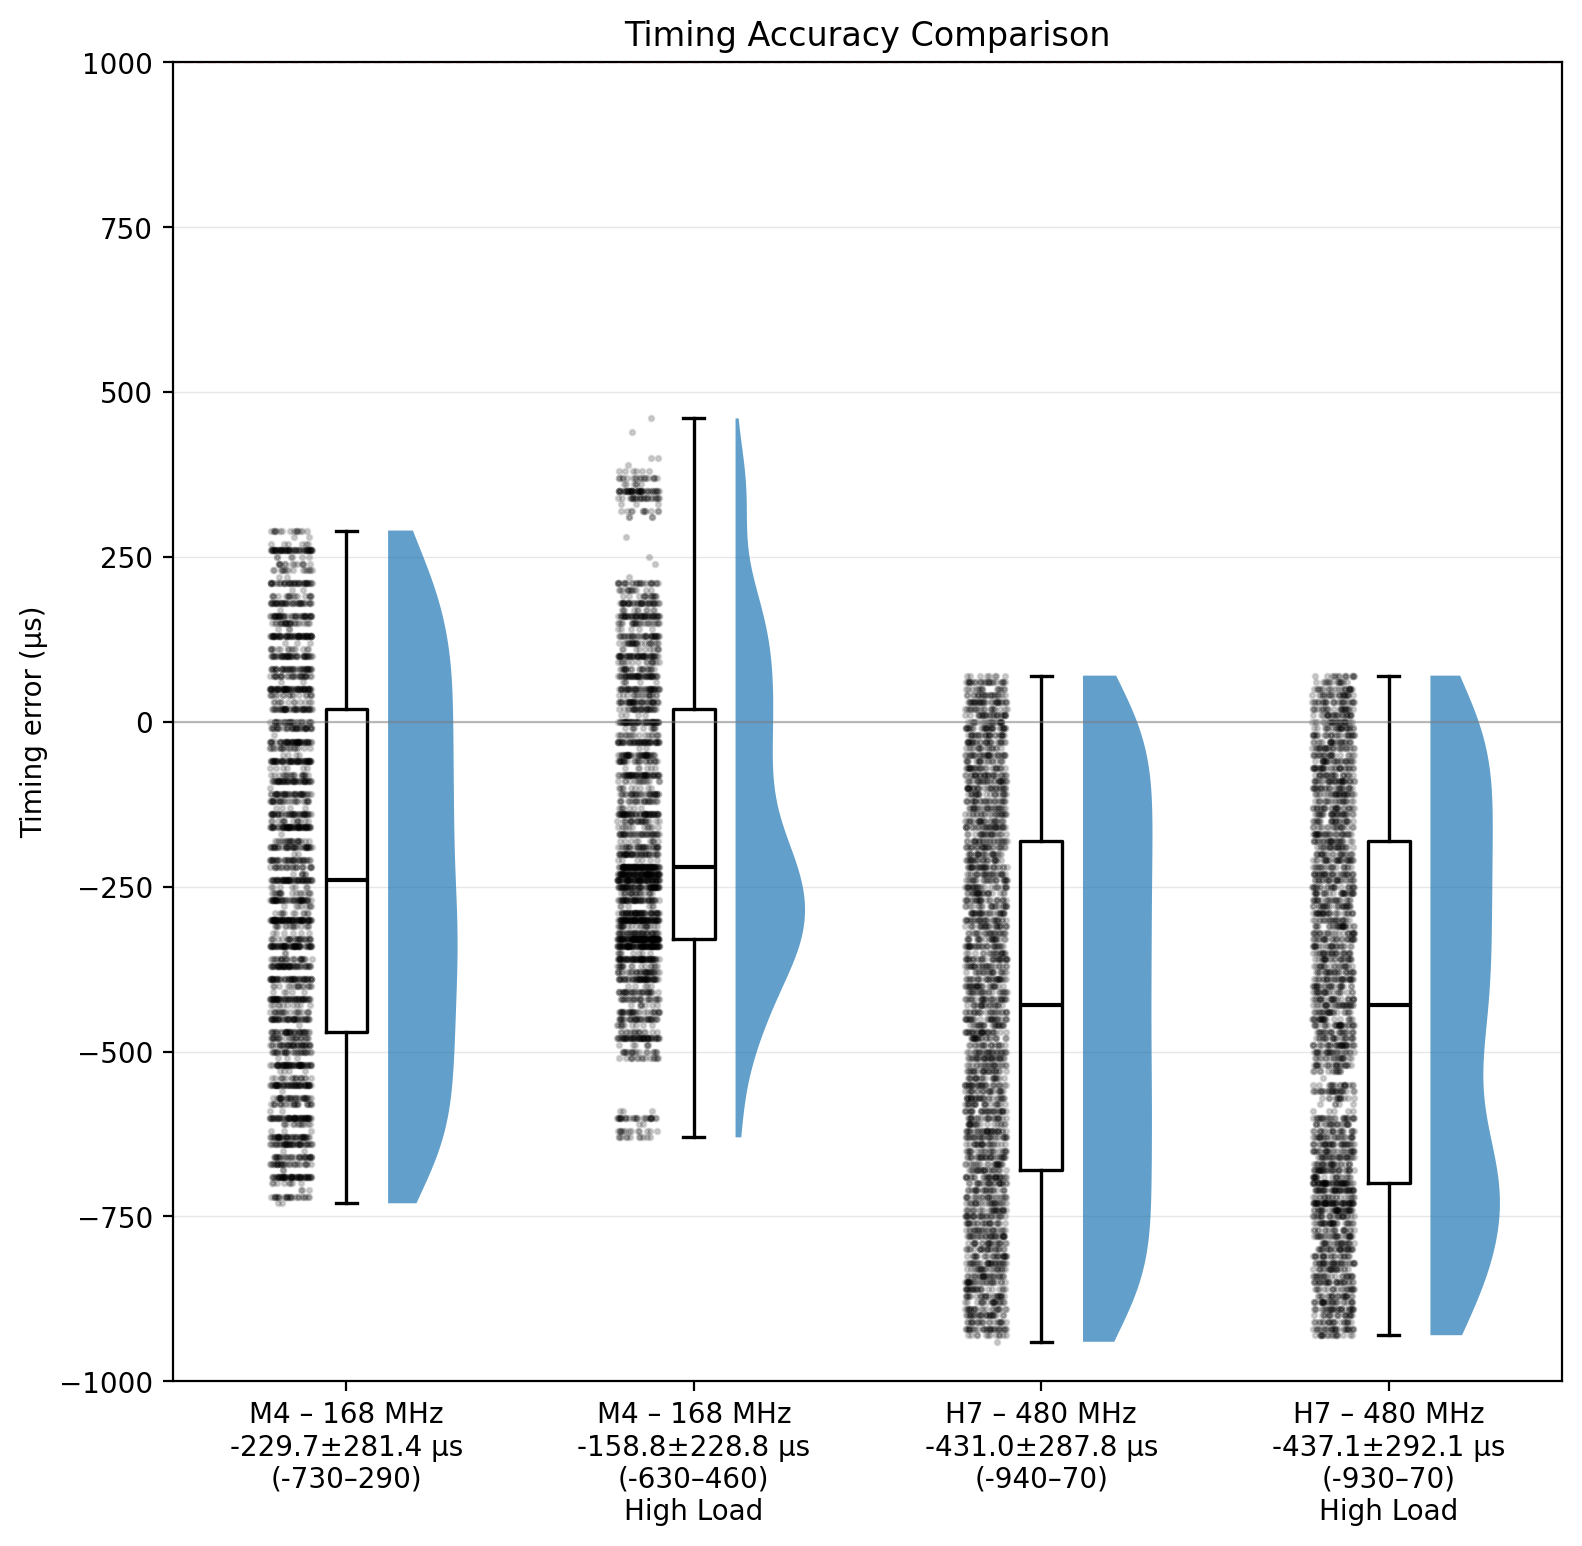 Timing Accuracy Comparison
Timing error (µs)
1000
750
500
250
0
−250
−500
−750
−1000
M4 – 168 MHz
-229.7±281.4 µs
(-730–290)
M4 – 168 MHz
-158.8±228.8 µs
(-630–460)
High Load
H7 – 480 MHz
-431.0±287.8 µs
(-940–70)
H7 – 480 MHz
-437.1±292.1 µs
(-930–70)
High Load